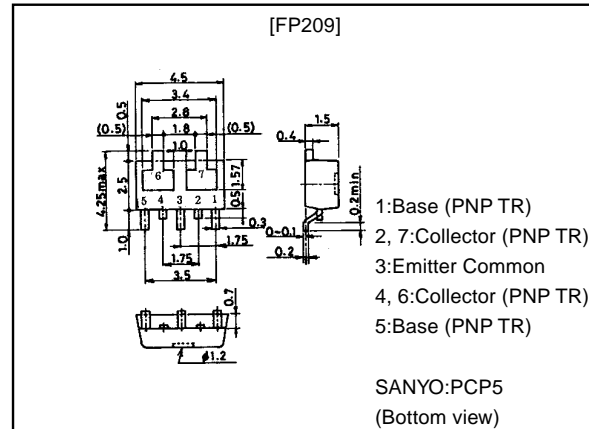 [FP209]
4.5
3.4
2.8
0.5
(0.5)
1.8
(0.5)
1.0
6
7
4.25max
2.5
1.57
0.5
5 4 3 2 1
0.3
1.0
1.75
1.75
3.5
0.7
ϕ1.2
1.5
0.4
0.2min
0~0.1
0.2
1:Base (PNP TR)
2, 7:Collector (PNP TR)
3:Emitter Common
4, 6:Collector (PNP TR)
5:Base (PNP TR)
SANYO:PCP5
(Bottom view)